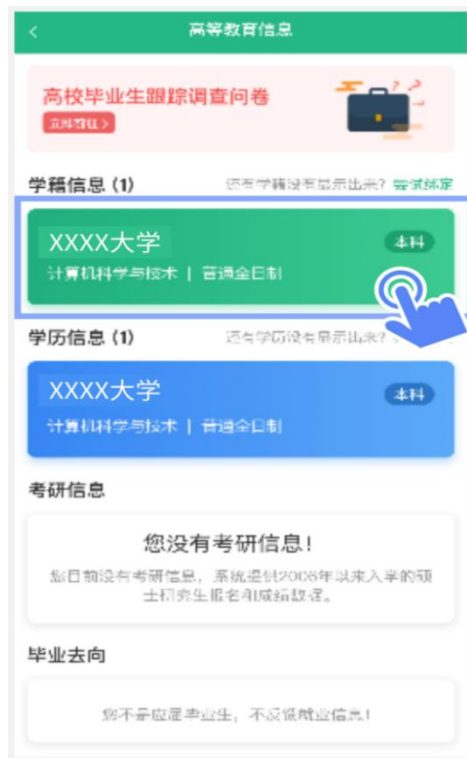 高等教育信息
高校毕业生跟踪调查问卷
立即前往 >
学籍信息 (1)
还有学籍没有显示出来? 尝试绑定
XXXX大学
本科
计算机科学与技术 | 普通全日制
学历信息 (1)
还有学历没有显示出来?
XXXX大学
本科
计算机科学与技术 | 普通全日制
考研信息
您没有考研信息!
您目前没有考研信息, 系统提供2006年以来入学的硕
士研究生报名和成绩数据。
毕业去向
您不是应届毕业生, 不反馈就业信息!